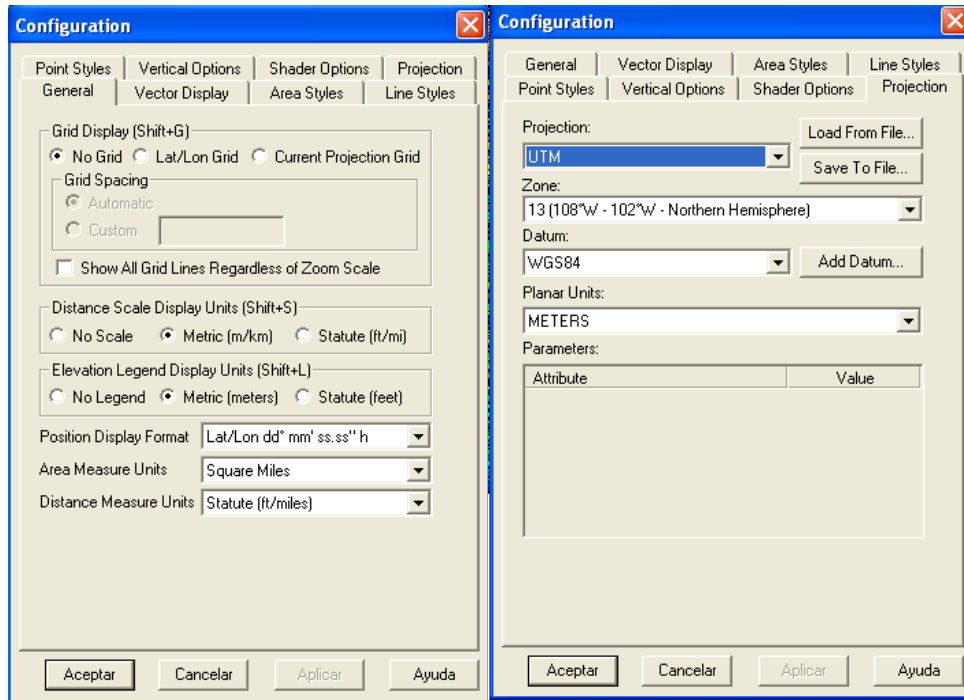 Configuration
Point Styles Vertical Options Shader Options Projection
General Vector Display Area Styles Line Styles
Grid Display (Shift+G)
No Grid Lat/Lon Grid Current Projection Grid
Grid Spacing
Automatic
Custom
Show All Grid Lines Regardless of Zoom Scale
Distance Scale Display Units (Shift+S)
No Scale Metric (m/km) Statute (ft/mi)
Elevation Legend Display Units (Shift+L)
No Legend Metric (meters) Statute (feet)
Position Display Format Lat/Lon dd° mm' ss.ss'' h
Area Measure Units Square Miles
Distance Measure Units Statute (ft/miles)
Aceptar Cancelar Aplicar Ayuda
Configuration
General Vector Display Area Styles Line Styles
Point Styles Vertical Options Shader Options Projection
Projection:
Load From File...
UTM
Save To File...
Zone:
13 (108°W - 102°W - Northern Hemisphere)
Datum:
WGS84 Add Datum...
Planar Units:
METERS
Parameters:
Attribute Value
Aceptar Cancelar Aplicar Ayuda